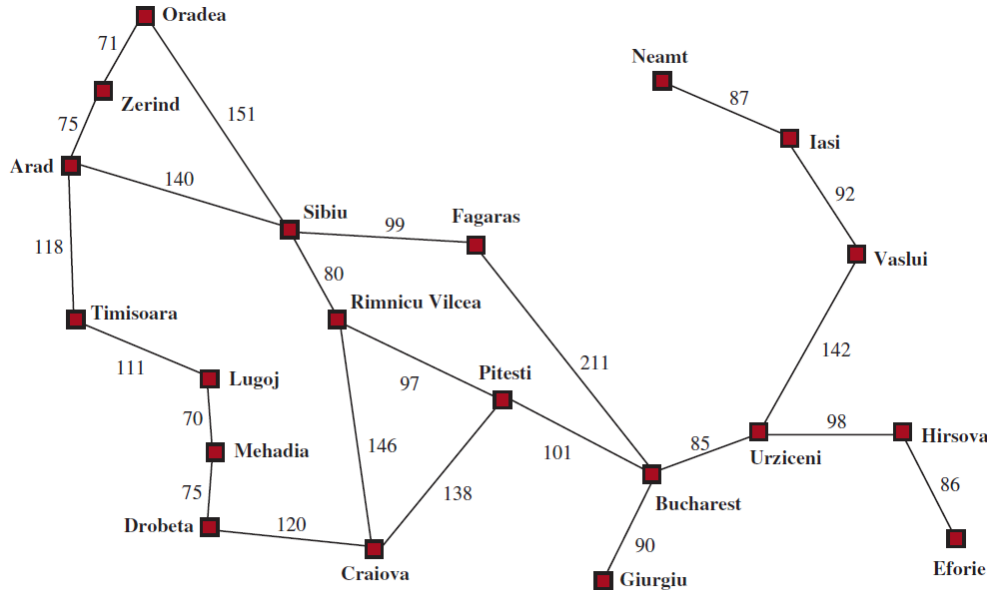 Oradea
71
Neamt
87
Zerind
151
75
Iasi
Arad
140
92
Sibiu
Fagaras
99
118
Vaslui
80
Rimnicu Vilcea
Timisoara
142
111
211
Lugoj
97
Pitesti
70
98
Hirsova
146
85
Urziceni
Mehadia
101
86
75
138
Bucharest
Drobeta
120
90
Craiova
Giurgiu
Eforie